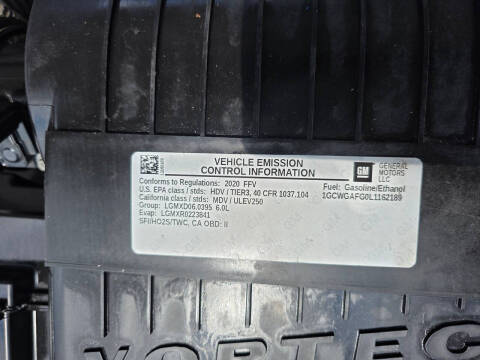 VEHICLE EMISSION
CONTROL INFORMATION
GM
GENERAL
MOTORS
LLC
Conforms to Regulations: 2020 FFV
Fuel: Gasoline/Ethanol
U.S. EPA class / stds: HDV / TIER3, 40 CFR 1037.104
1GCWGAFG0L1162189
California class / stds: MDV / ULEV250
Group: LGMXD06.0395 6.0L
Evap: LGMXR0223841
SFI/HO2S/TWC, CA OBD: II
VORTEC